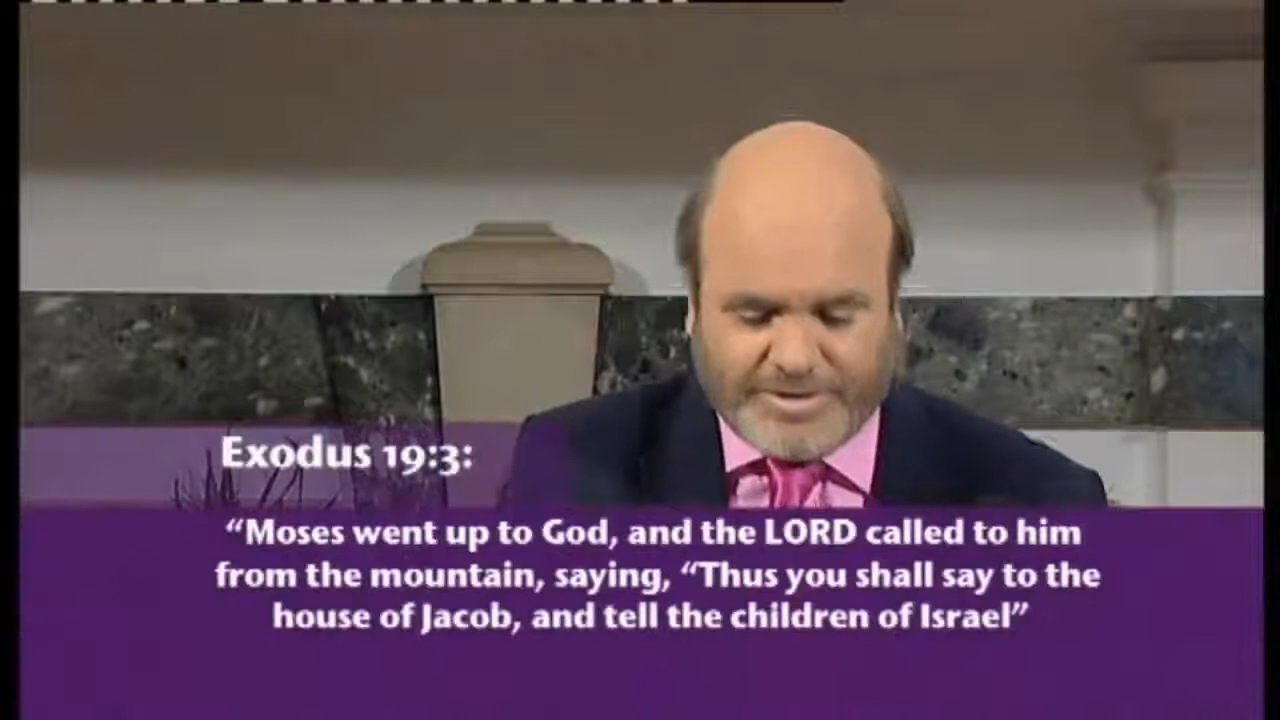 Exodus 19:3:
“Moses went up to God, and the LORD called to him
from the mountain, saying, “Thus you shall say to the
house of Jacob, and tell the children of Israel”